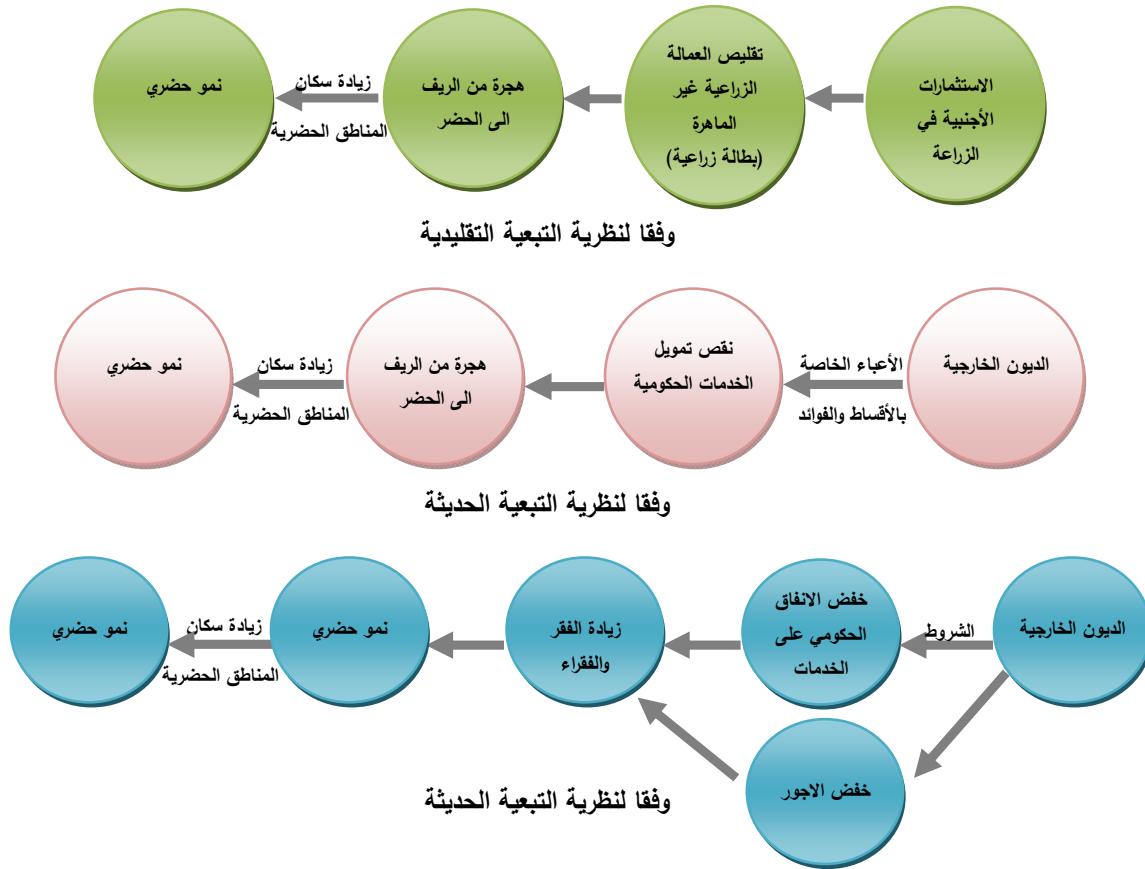 الاستثمارات
الأجنبية في
الزراعة
تقليص العمالة
الزراعية غير
الماهرة
(بطالة زراعية)
هجرة من الريف
الى الحضر
زيادة سكان
المناطق الحضرية
نمو حضري
وفقا لنظرية التبعية التقليدية
الديون الخارجية
الأعباء الخاصة
بالأقساط والفوائد
نقص تمويل
الخدمات الحكومية
هجرة من الريف
الى الحضر
زيادة سكان
المناطق الحضرية
نمو حضري
وفقا لنظرية التبعية الحديثة
الديون الخارجية
الشروط
خفض الانفاق
الحكومي على
الخدمات
زيادة الفقر
والفقراء
نمو حضري
زيادة سكان
المناطق الحضرية
نمو حضري
خفض الاجور
وفقا لنظرية التبعية الحديثة